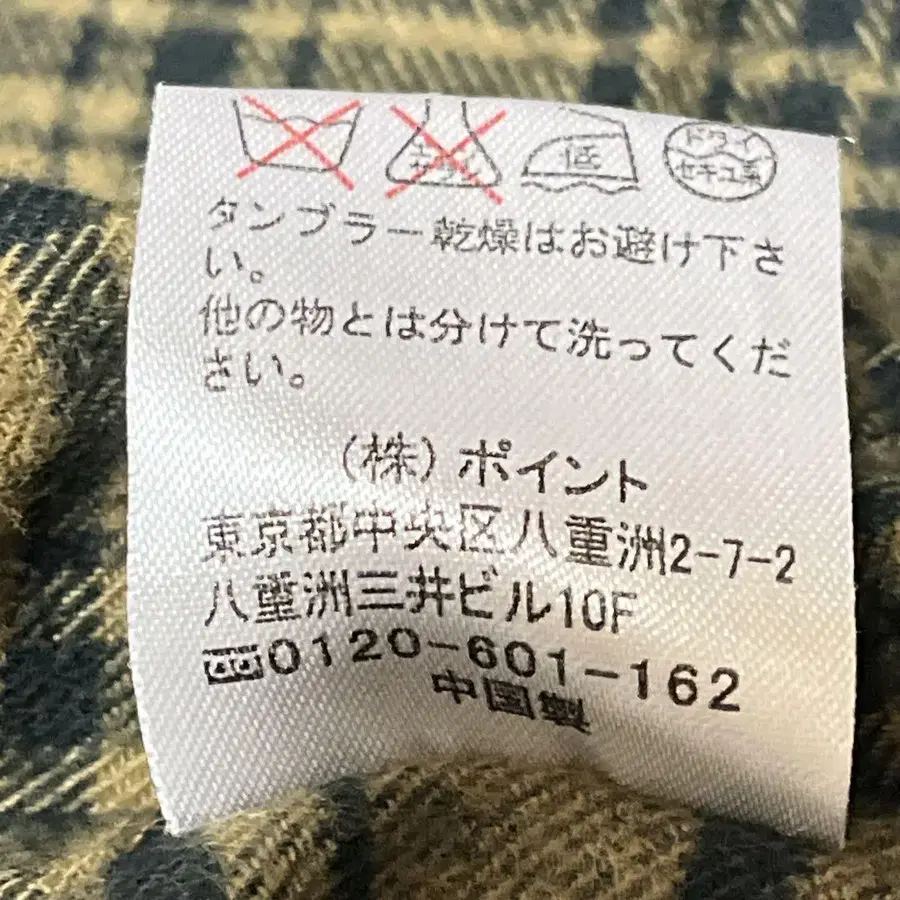 低 ドライ
セキユ系
タンブラー乾燥はお避け下さ
い。
他の物とは分けて洗ってくだ
さい。
(株)ポイント
東京都中央区八重洲2-7-2
八重洲三井ビル10F
0120-601-162
中国製